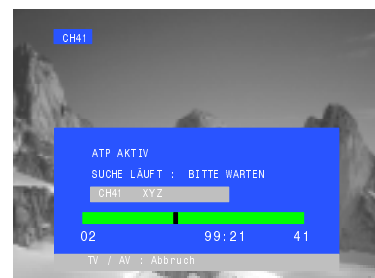 CH41
ATP AKTIV
SUCHE LÄUFT : BITTE WARTEN
CH41 XYZ
02 99:21 41
TV / AV : Abbruch